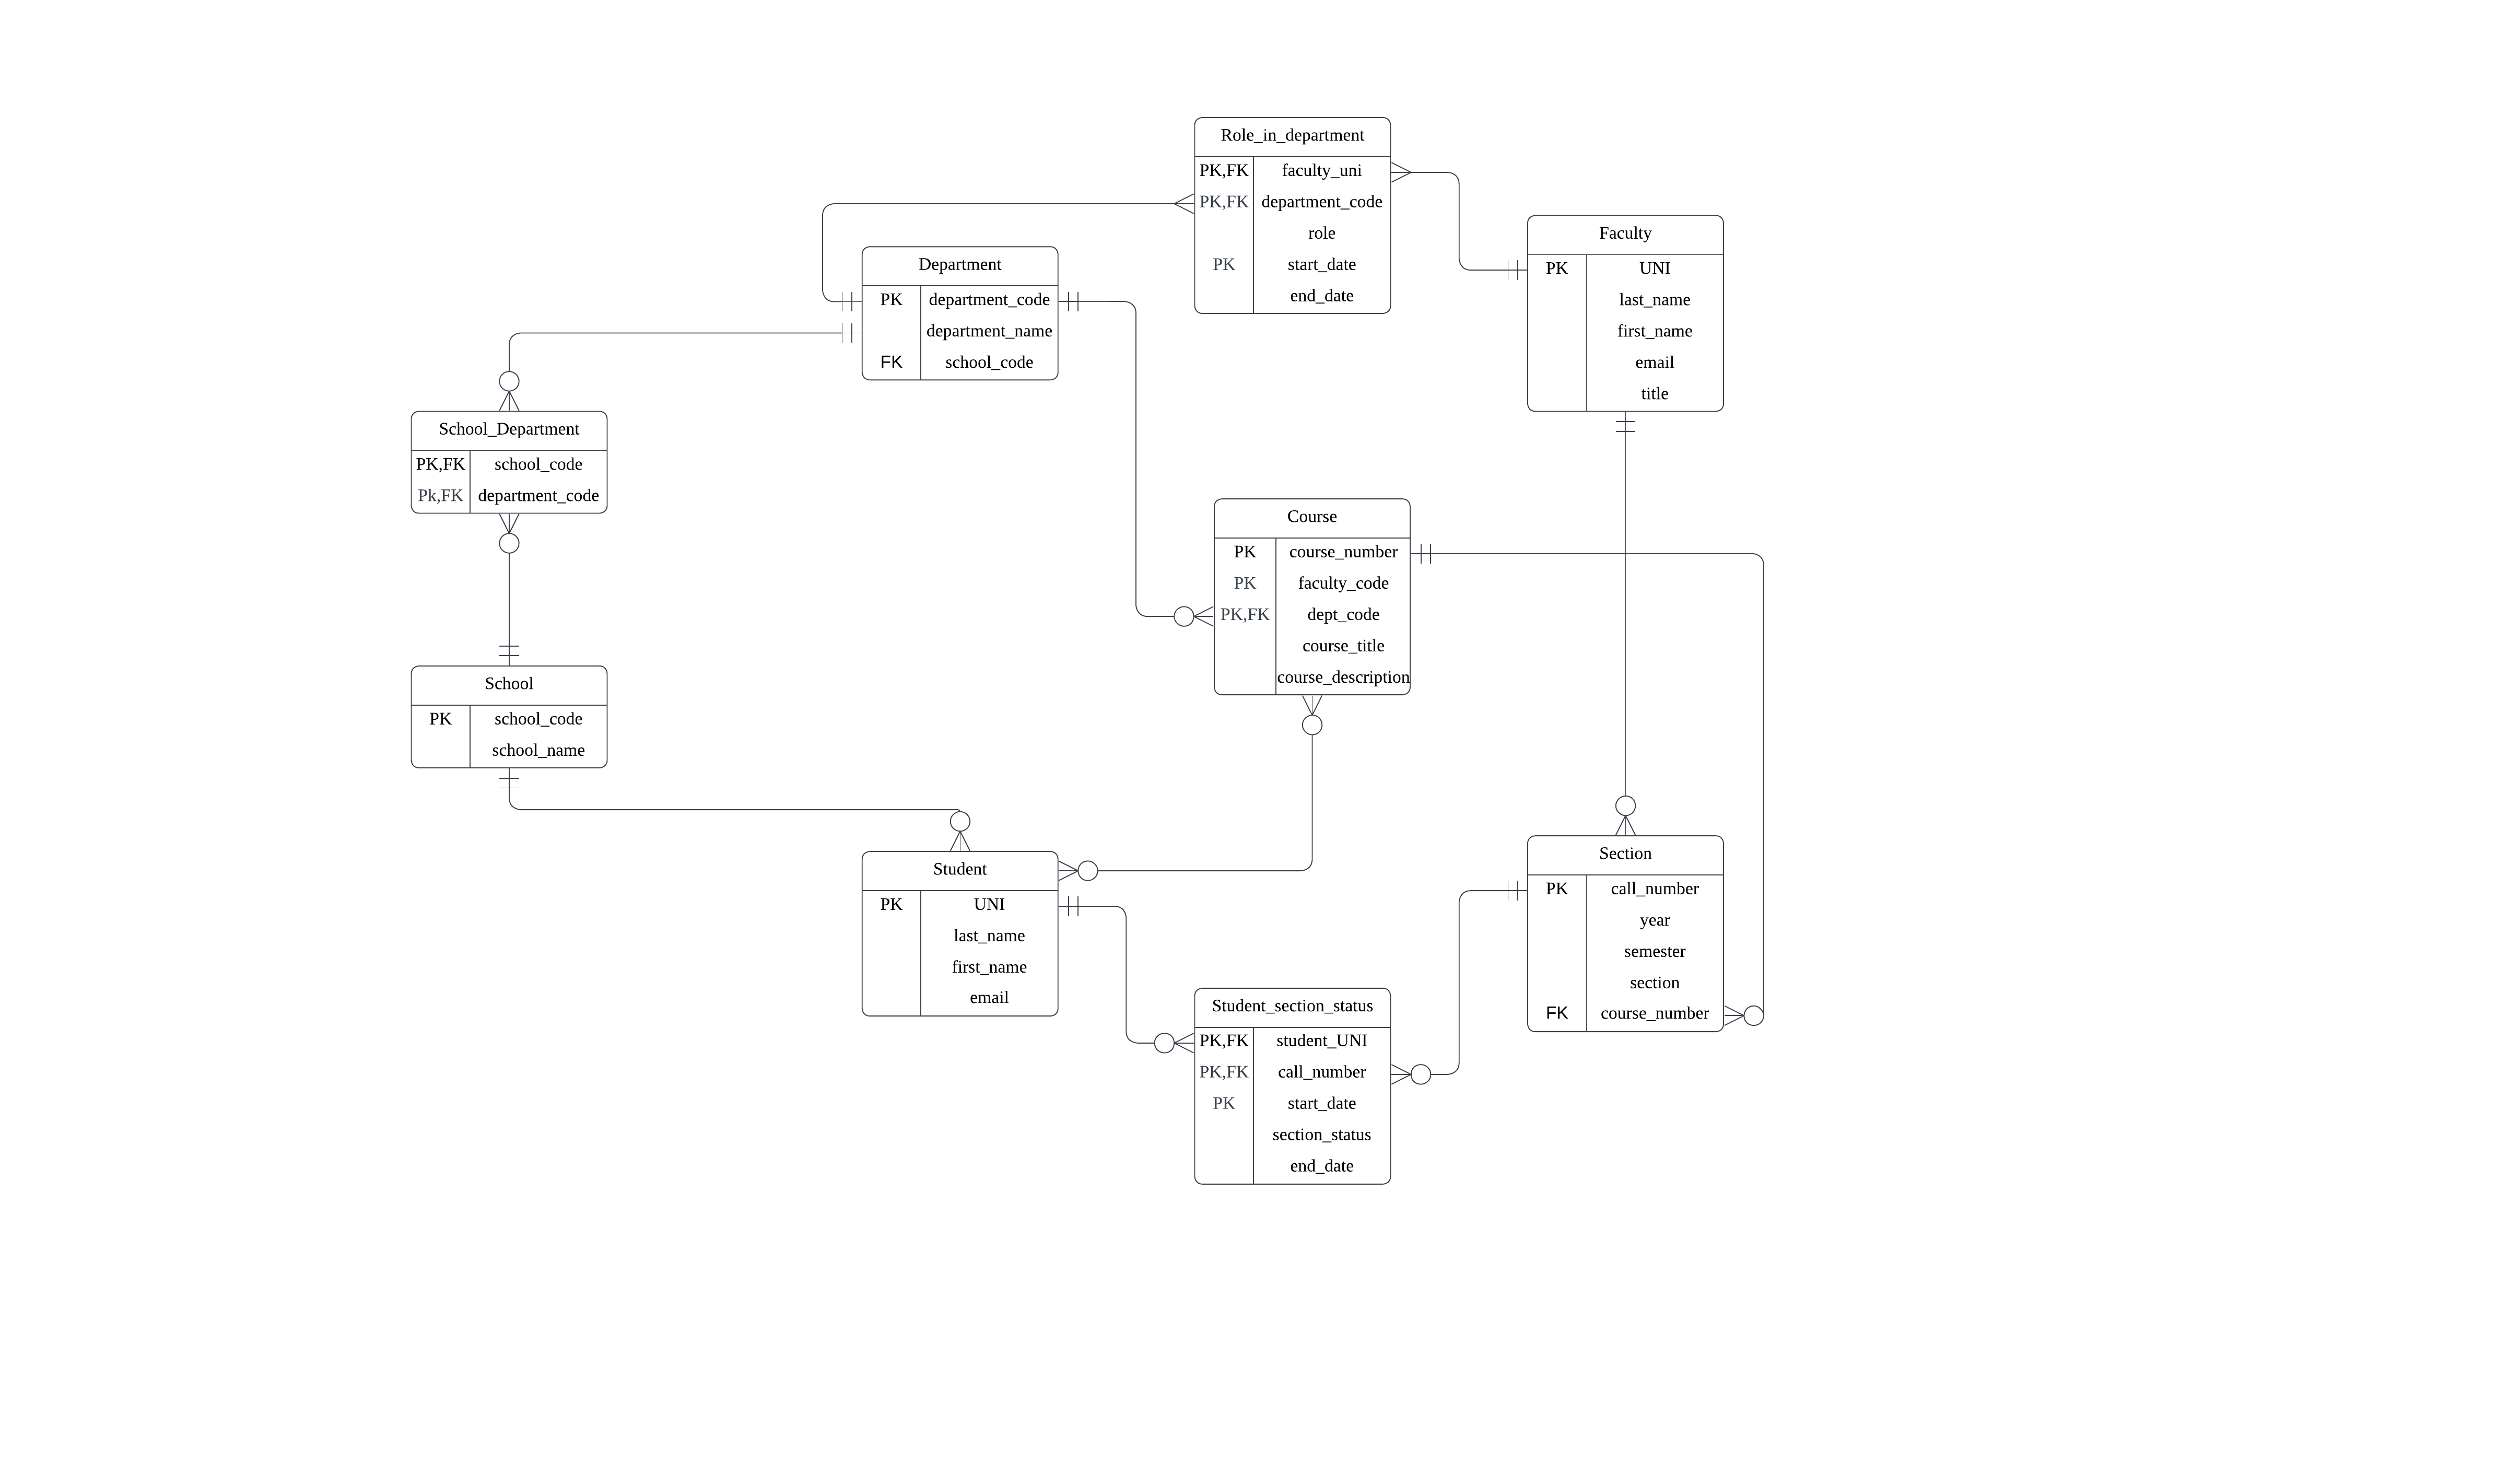 Role_in_department
PK,FK faculty_uni
PK,FK department_code
role
PK start_date
end_date
Faculty
PK UNI
last_name
first_name
email
title
Department
PK department_code
department_name
FK school_code
School_Department
PK,FK school_code
Pk,FK department_code
Course
PK course_number
PK faculty_code
PK,FK dept_code
course_title
course_description
School
PK school_code
school_name
Student
PK UNI
last_name
first_name
email
Section
PK call_number
year
semester
section
FK course_number
Student_section_status
PK,FK student_UNI
PK,FK call_number
PK start_date
section_status
end_date